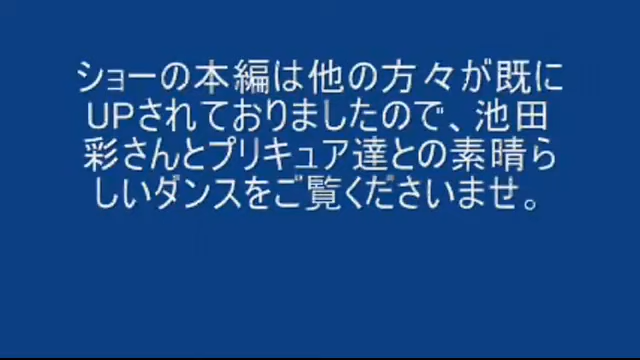 ショーの本編は他の方々が既に
UPされておりましたので、池田
彩さんとプリキュア達との素晴ら
しいダンスをご覧くださいませ。